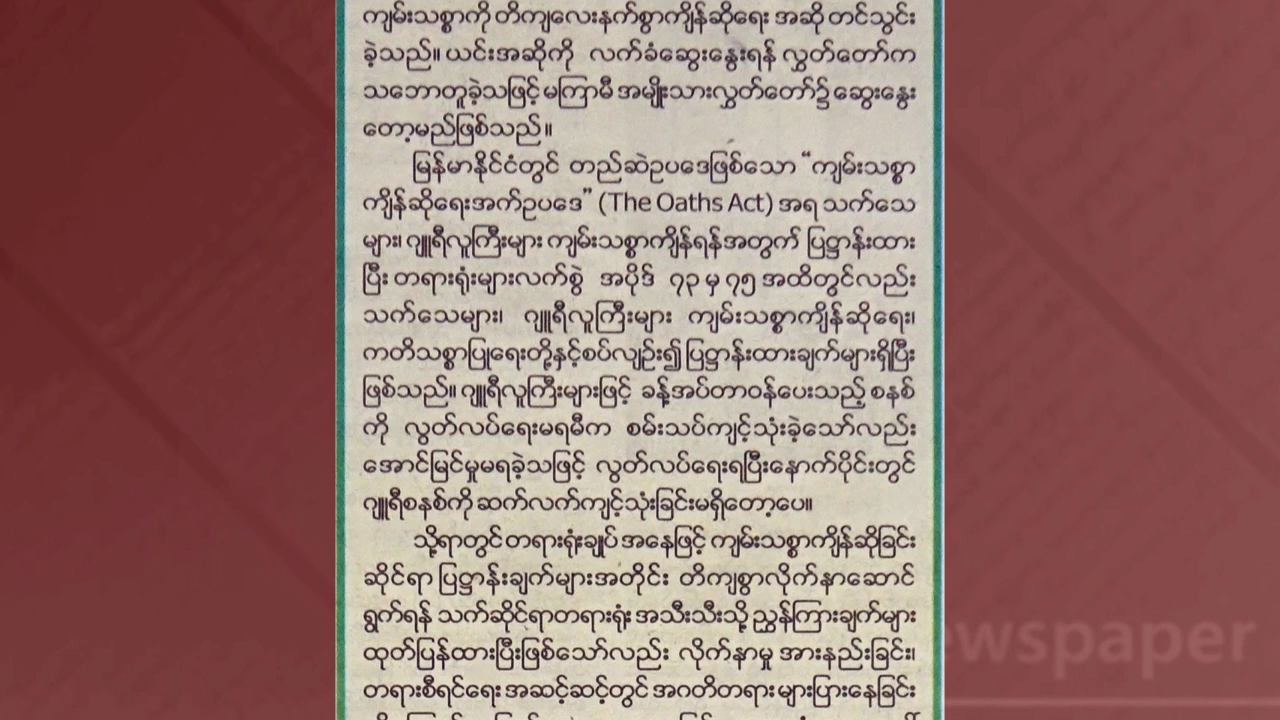 ကျမ်းသစ္စာကို တိကျလေးနက်စွာကျိန်ဆိုရေး အဆို တင်သွင်း
ခဲ့သည်။ ယင်းအဆိုကို လက်ခံဆွေးနွေးရန် လွှတ်တော်က
သဘောတူခဲ့သဖြင့် မကြာမီ အမျိုးသားလွှတ်တော်၌ ဆွေးနွေး
တော့မည်ဖြစ်သည်။
မြန်မာနိုင်ငံတွင် တည်ဆဲဥပဒေဖြစ်သော “ကျမ်းသစ္စာ
ကျိန်ဆိုရေးအက်ဥပဒေ” (The Oaths Act) အရ သက်သေ
များ၊ ဂျူရီလူကြီးများ ကျမ်းသစ္စာကျိန်ရန်အတွက် ပြဋ္ဌာန်းထား
ပြီး တရားရုံးများလက်စွဲ အပိုဒ် ၇၃ မှ ၇၅ အထိတွင်လည်း
သက်သေများ၊ ဂျူရီလူကြီးများ ကျမ်းသစ္စာကျိန်ဆိုရေး၊
ကတိသစ္စာပြုရေးတို့နှင့်စပ်လျဉ်း၍ ပြဋ္ဌာန်းထားချက်များရှိပြီး
ဖြစ်သည်။ ဂျူရီလူကြီးများဖြင့် ခန့်အပ်တာဝန်ပေးသည့် စနစ်
ကို လွတ်လပ်ရေးမရမီက စမ်းသပ်ကျင့်သုံးခဲ့သော်လည်း
အောင်မြင်မှုမရခဲ့သဖြင့် လွတ်လပ်ရေးရပြီးနောက်ပိုင်းတွင်
ဂျူရီစနစ်ကို ဆက်လက်ကျင့်သုံးခြင်းမရှိတော့ပေ။
သို့ရာတွင် တရားရုံးချုပ် အနေဖြင့် ကျမ်းသစ္စာကျိန်ဆိုခြင်း
ဆိုင်ရာ ပြဋ္ဌာန်းချက်များအတိုင်း တိကျစွာလိုက်နာဆောင်
ရွက်ရန် သက်ဆိုင်ရာတရားရုံး အသီးသီးသို့ ညွှန်ကြားချက်များ
ထုတ်ပြန်ထားပြီးဖြစ်သော်လည်း လိုက်နာမှု အားနည်းခြင်း၊
တရားစီရင်ရေး အဆင့်ဆင့်တွင် အဂတိတရား များပြားနေခြင်း
ewspaper